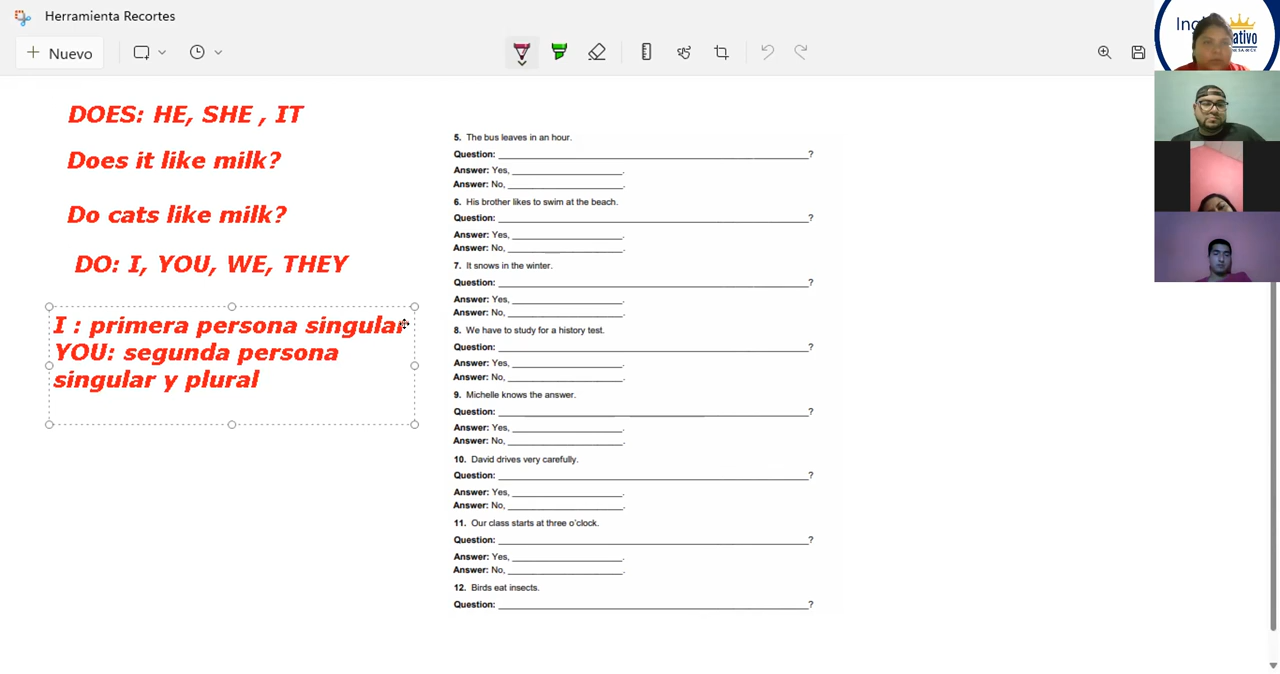 Herramienta Recortes
Nuevo
DOES: HE, SHE , IT
Does it like milk?
Do cats like milk?
DO: I, YOU, WE, THEY
I : primera persona singular
YOU: segunda persona
singular y plural
5. The bus leaves in an hour.
Question: ?
Answer: Yes, .
Answer: No, .
6. His brother likes to swim at the beach.
Question: ?
Answer: Yes, .
Answer: No, .
7. It snows in the winter.
Question: ?
Answer: Yes, .
Answer: No, .
8. We have to study for a history test.
Question: ?
Answer: Yes, .
Answer: No, .
9. Michelle knows the answer.
Question: ?
Answer: Yes, .
Answer: No, .
10. David drives very carefully.
Question: ?
Answer: Yes, .
Answer: No, .
11. Our class starts at three o'clock.
Question: ?
Answer: Yes, .
Answer: No, .
12. Birds eat insects.
Question: ?